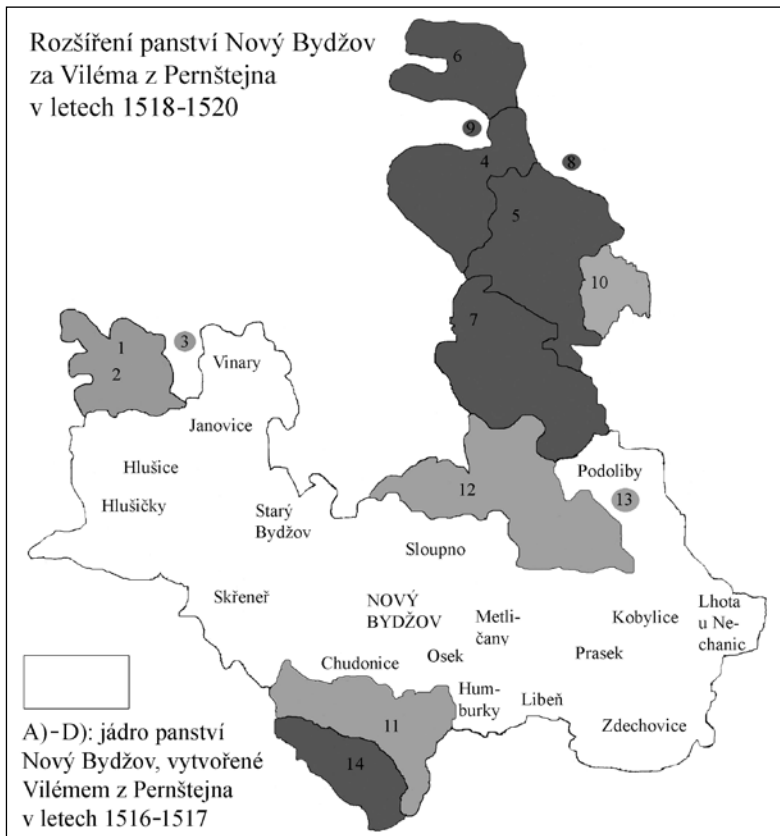 Rozšíření panství Nový Bydžov
za Viléma z Pernštejna
v letech 1518-1520
6
9
4
8
5
10
7
1
3
2
Vinary
Janovice
Hlušice
Hlušičky
Starý
Bydžov
12
Podoliby
13
Sloupno
Skřeneř
NOVÝ
BYDŽOV
Metli-
čany
Kobylice
Lhota
u Ne-
chanic
Chudonice
Osek
Prasek
Hum-
burky
Libeň
Zdechovice
11
14
A)-D): jádro panství
Nový Bydžov, vytvořené
Vilémem z Pernštejna
v letech 1516-1517